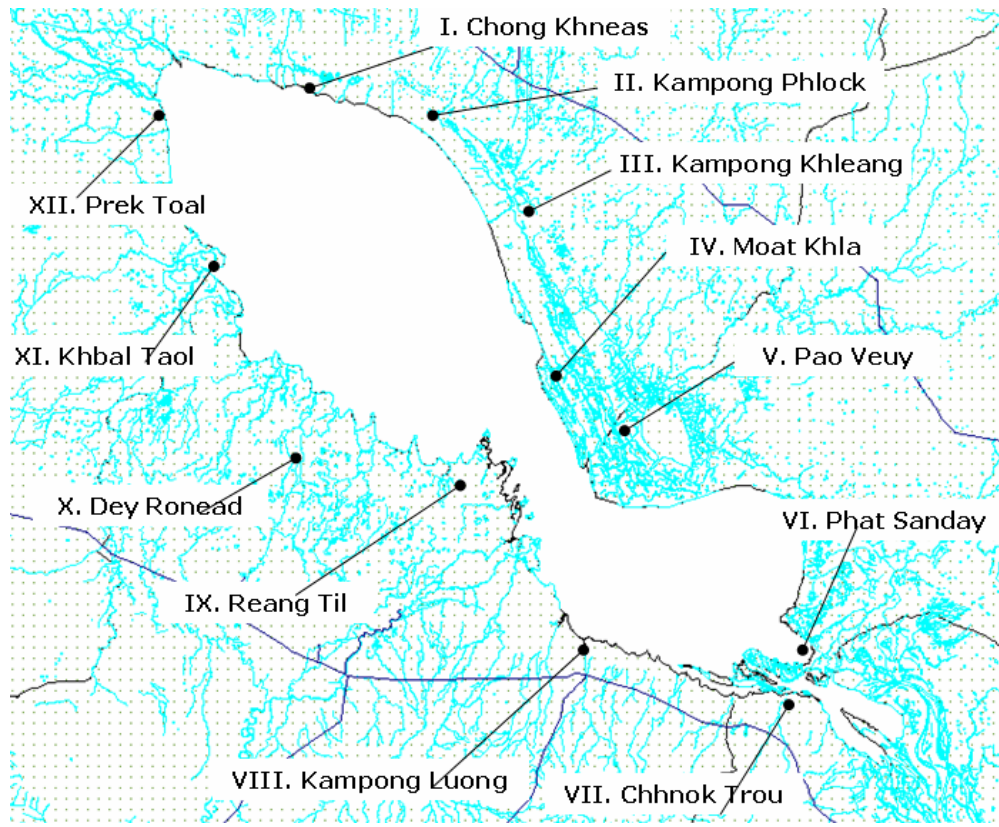 I. Chong Khneas
II. Kampong Phlock
III. Kampong Khleang
XII. Prek Toal
IV. Moat Khla
XI. Khbal Taol
V. Pao Veuy
X. Dey Ronead
VI. Phat Sanday
IX. Reang Til
VIII. Kampong Luong
VII. Chhnok Trou